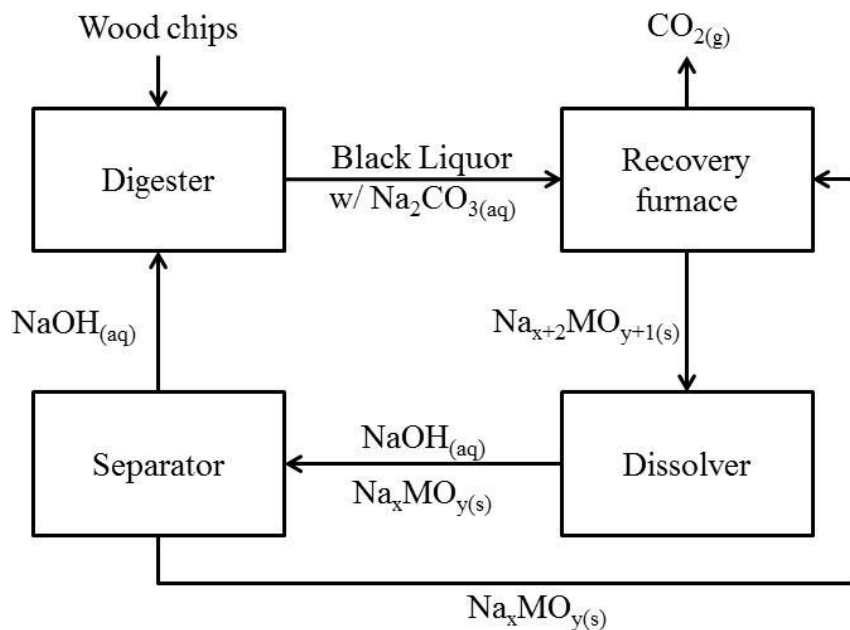 Wood chips
CO2(g)
Digester
Black Liquor
w/ Na2CO3(aq)
Recovery
furnace
NaOH(aq)
Nax+2MOy+1(s)
Separator
NaOH(aq)
NaxMOy(s)
Dissolver
NaxMOy(s)